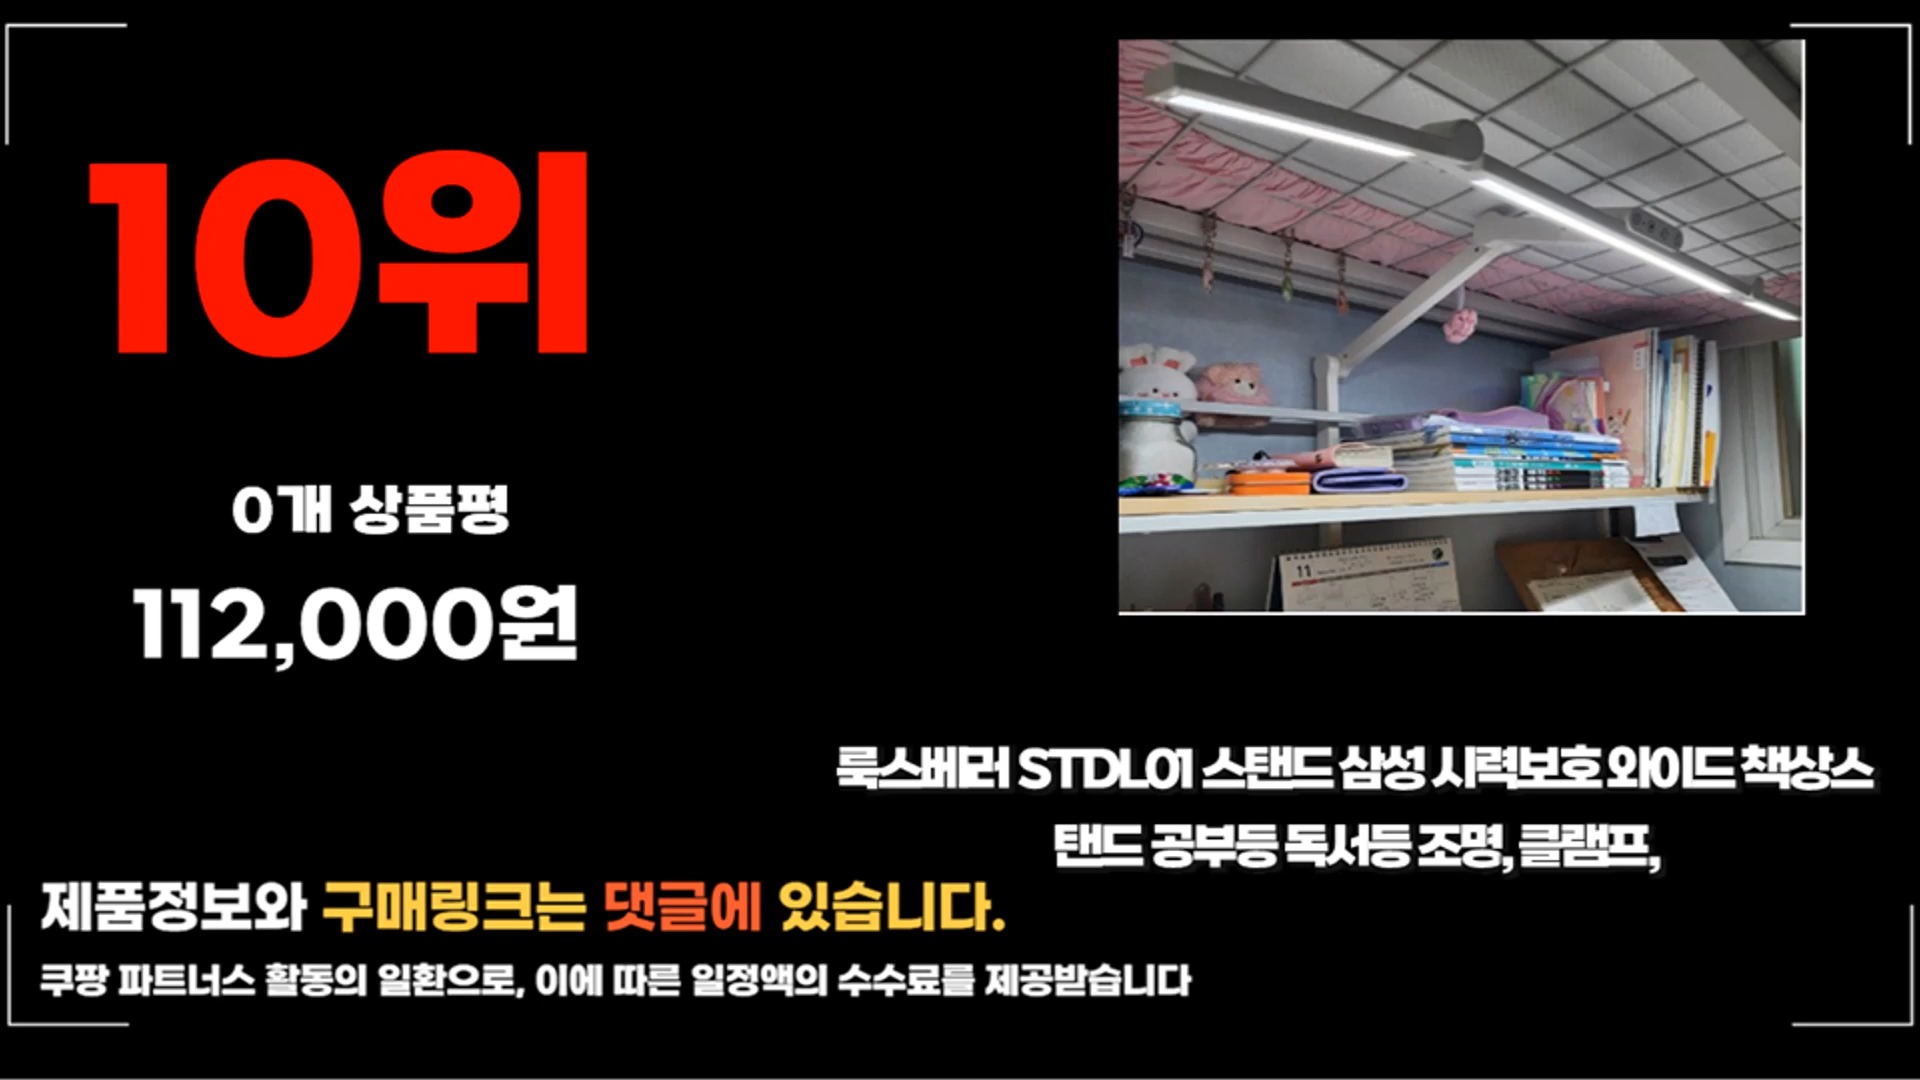 10위
0개 상품평
112,000원
11
룩스베러 STDL01 스탠드 삼성 시력보호 와이드 책상스
탠드 공부등 독서등 조명, 클램프,
제품정보와 구매링크는 댓글에 있습니다.
쿠팡 파트너스 활동의 일환으로, 이에 따른 일정액의 수수료를 제공받습니다